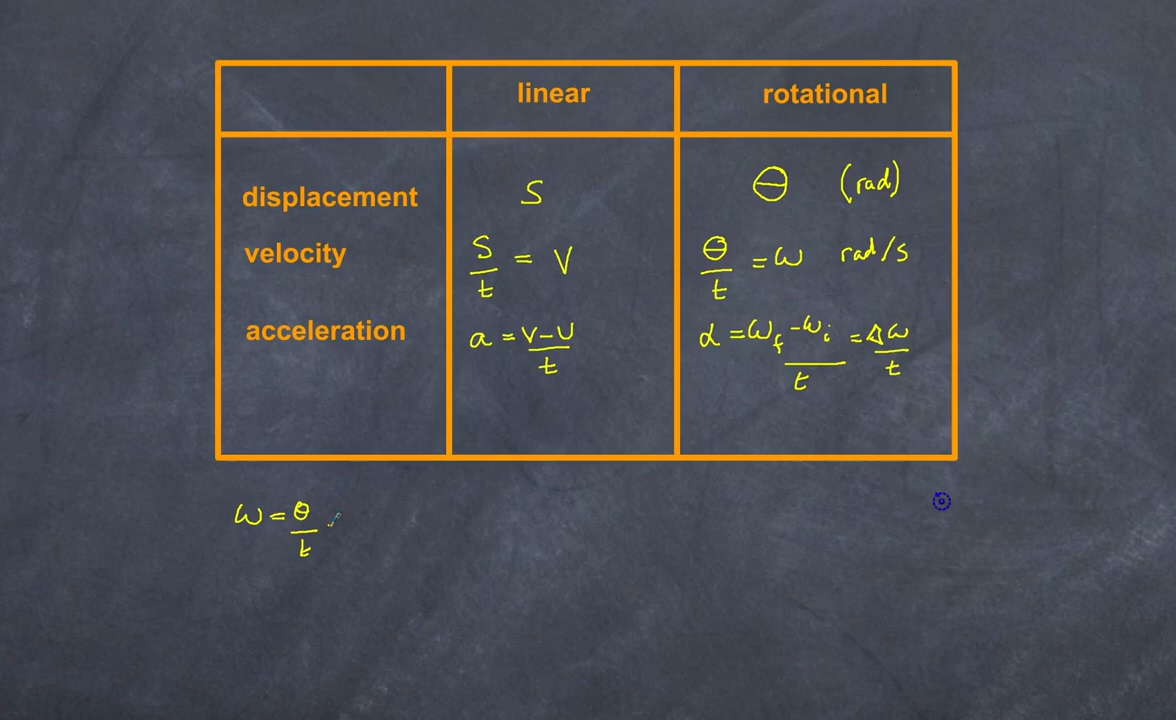 linear rotational
displacement S θ (rad)
velocity S/t = V θ/t = ω rad/s
acceleration a = V-U/t α = ωf - ωi/t = Δω/t
ω = θ/t